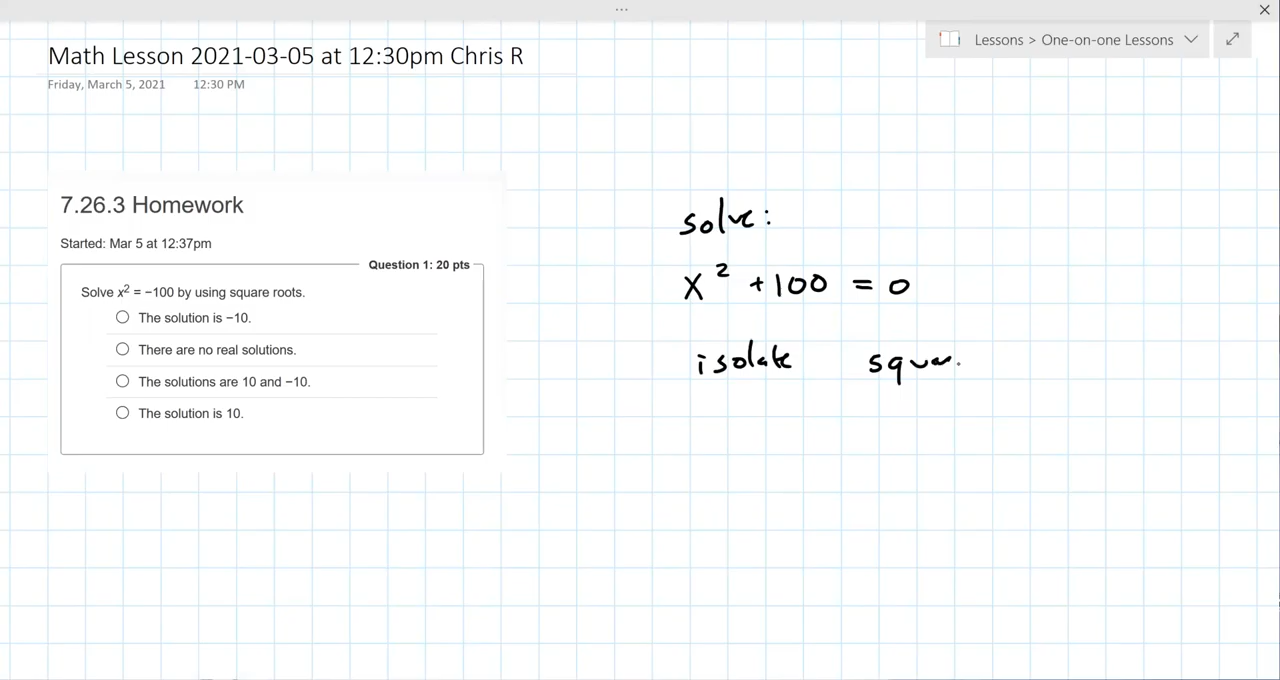 Math Lesson 2021-03-05 at 12:30pm Chris R
Friday, March 5, 2021 12:30 PM
Lessons > One-on-one Lessons
7.26.3 Homework
Started: Mar 5 at 12:37pm
Question 1: 20 pts
Solve x² = −100 by using square roots.
The solution is −10.
There are no real solutions.
The solutions are 10 and −10.
The solution is 10.
solve:
x² + 100 = 0
isolate squar